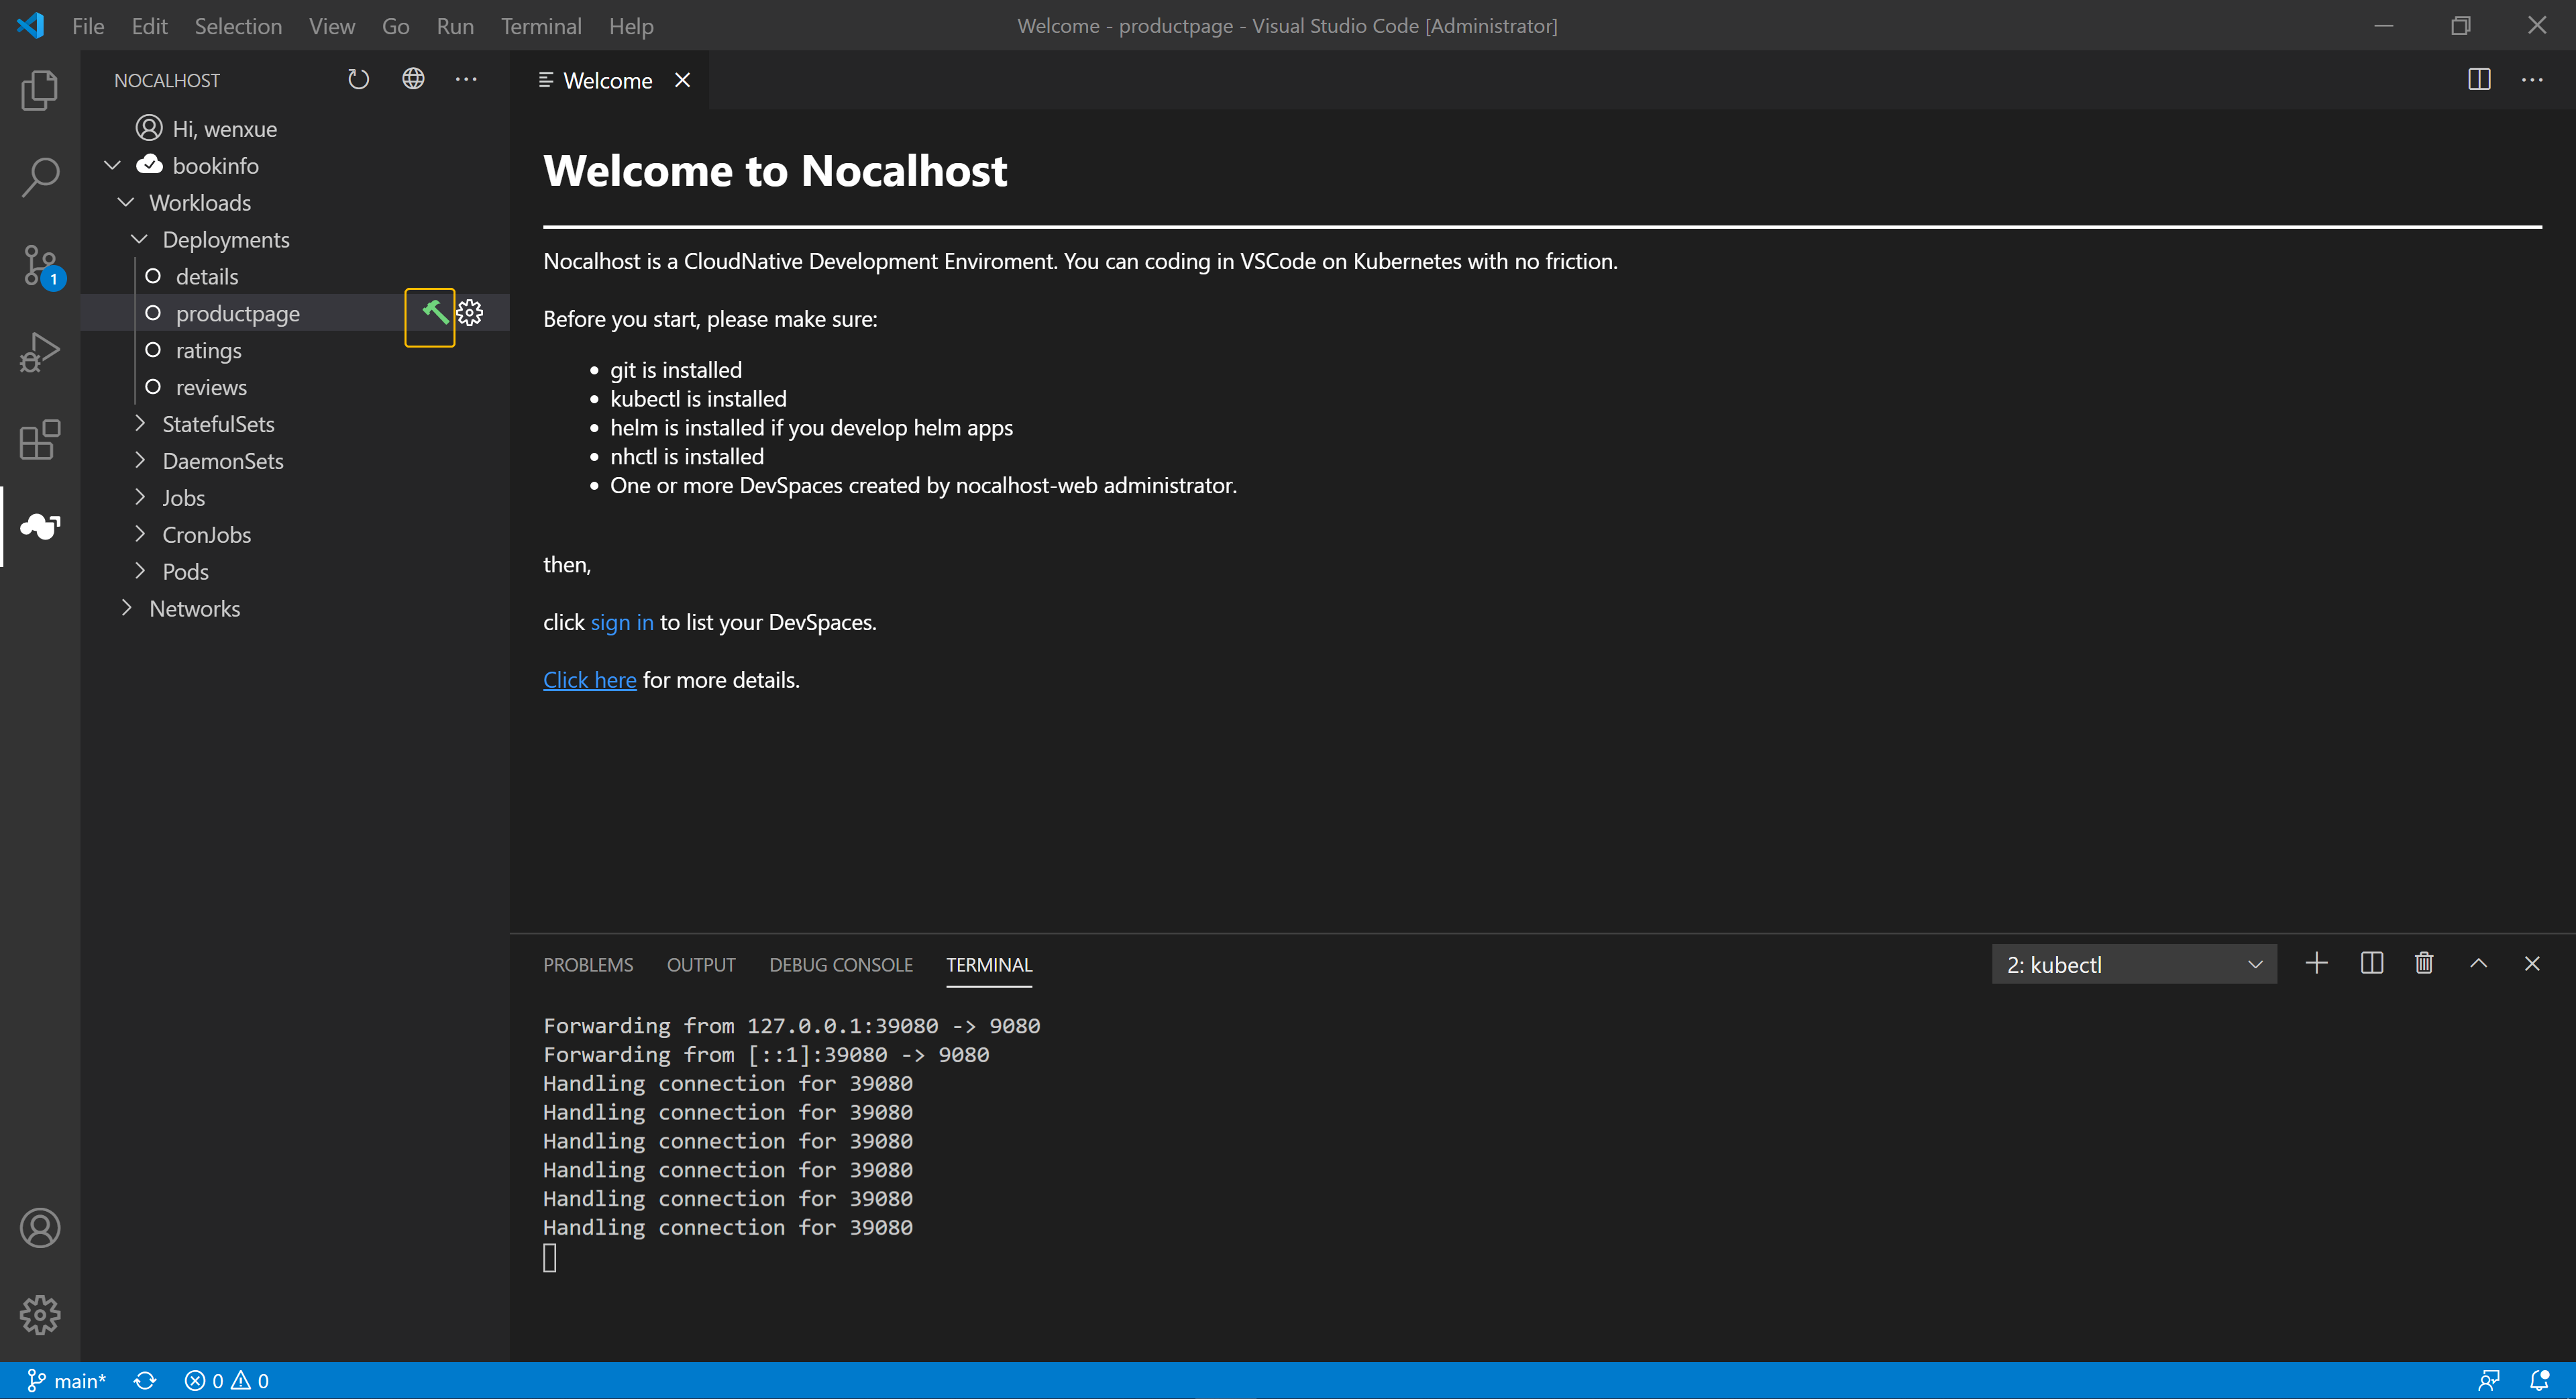 File Edit Selection View Go Run Terminal Help
Welcome - productpage - Visual Studio Code [Administrator]
NOCALHOST
Hi, wenxue
bookinfo
Workloads
Deployments
details
productpage
ratings
reviews
StatefulSets
DaemonSets
Jobs
CronJobs
Pods
Networks
1
Welcome
Welcome to Nocalhost
Nocalhost is a CloudNative Development Enviroment. You can coding in VSCode on Kubernetes with no friction.
Before you start, please make sure:
• git is installed
• kubectl is installed
• helm is installed if you develop helm apps
• nhctl is installed
• One or more DevSpaces created by nocalhost-web administrator.
then,
click sign in to list your DevSpaces.
Click here for more details.
PROBLEMS OUTPUT DEBUG CONSOLE TERMINAL
2: kubectl
Forwarding from 127.0.0.1:39080 -> 9080
Forwarding from [::1]:39080 -> 9080
Handling connection for 39080
Handling connection for 39080
Handling connection for 39080
Handling connection for 39080
Handling connection for 39080
Handling connection for 39080
main* 0 0